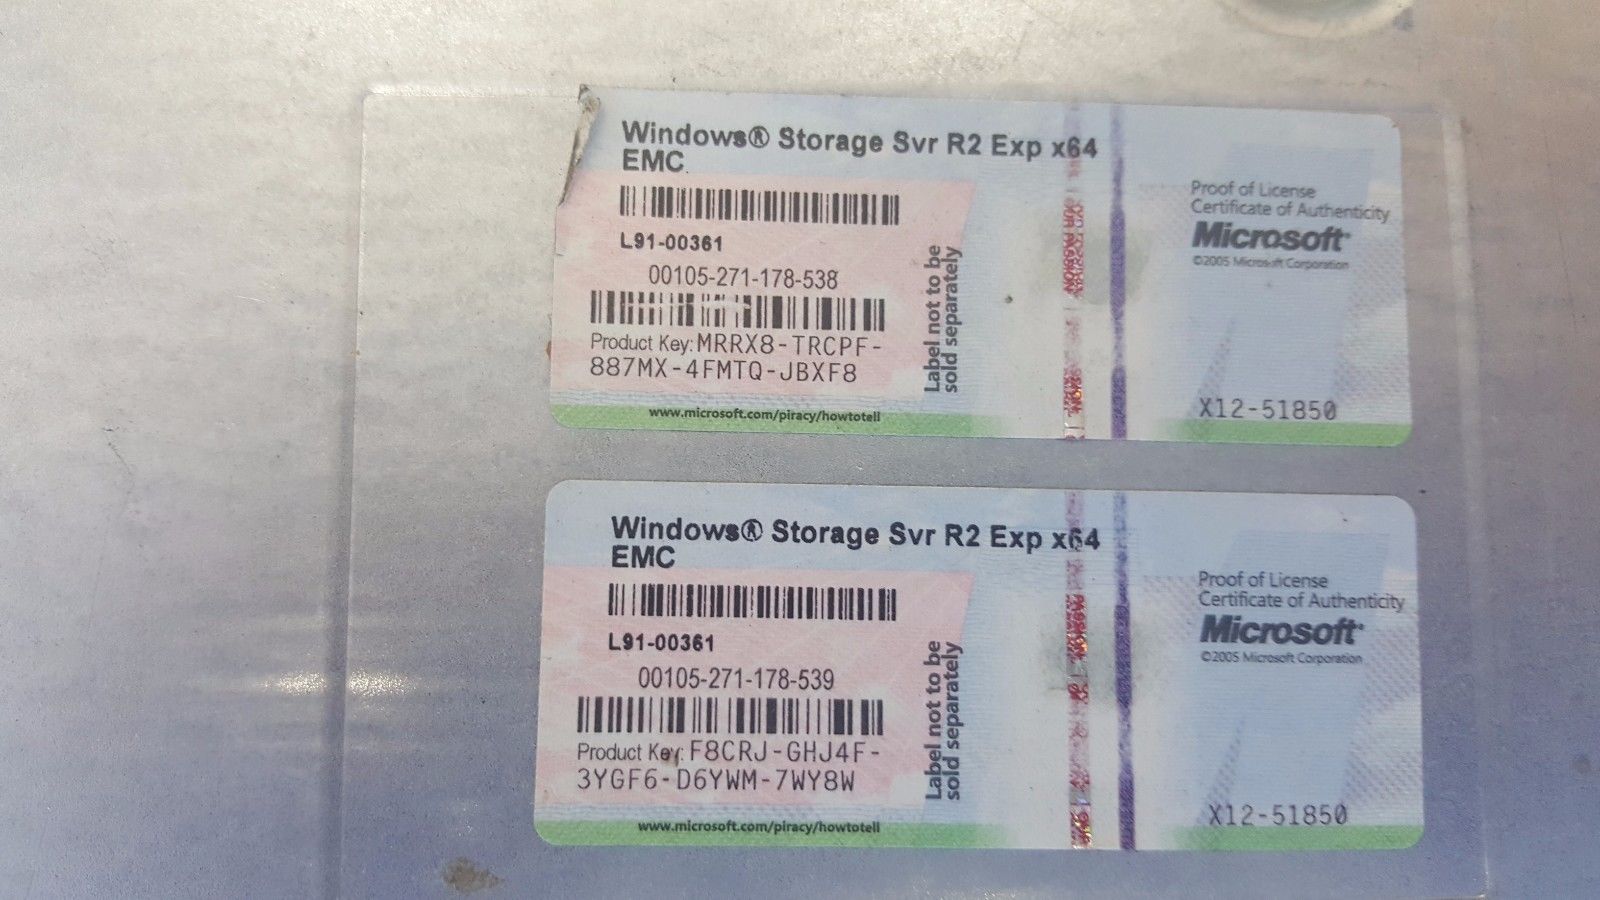 Windows® Storage Svr R2 Exp x64
EMC
L91-00361
00105-271-178-538
Product Key: MRRX8-TRCPF-
887MX-4FMTQ-JBXF8
www.microsoft.com/piracy/howtotell
Label not to be
sold separately
Proof of License
Certificate of Authenticity
Microsoft
©2005 Microsoft Corporation
X12-51850
Windows® Storage Svr R2 Exp x64
EMC
L91-00361
00105-271-178-539
Product Key: F8CRJ-GHJ4F-
3YGF6-D6YWM-7WY8W
www.microsoft.com/piracy/howtotell
Label not to be
sold separately
Proof of License
Certificate of Authenticity
Microsoft
©2005 Microsoft Corporation
X12-51850